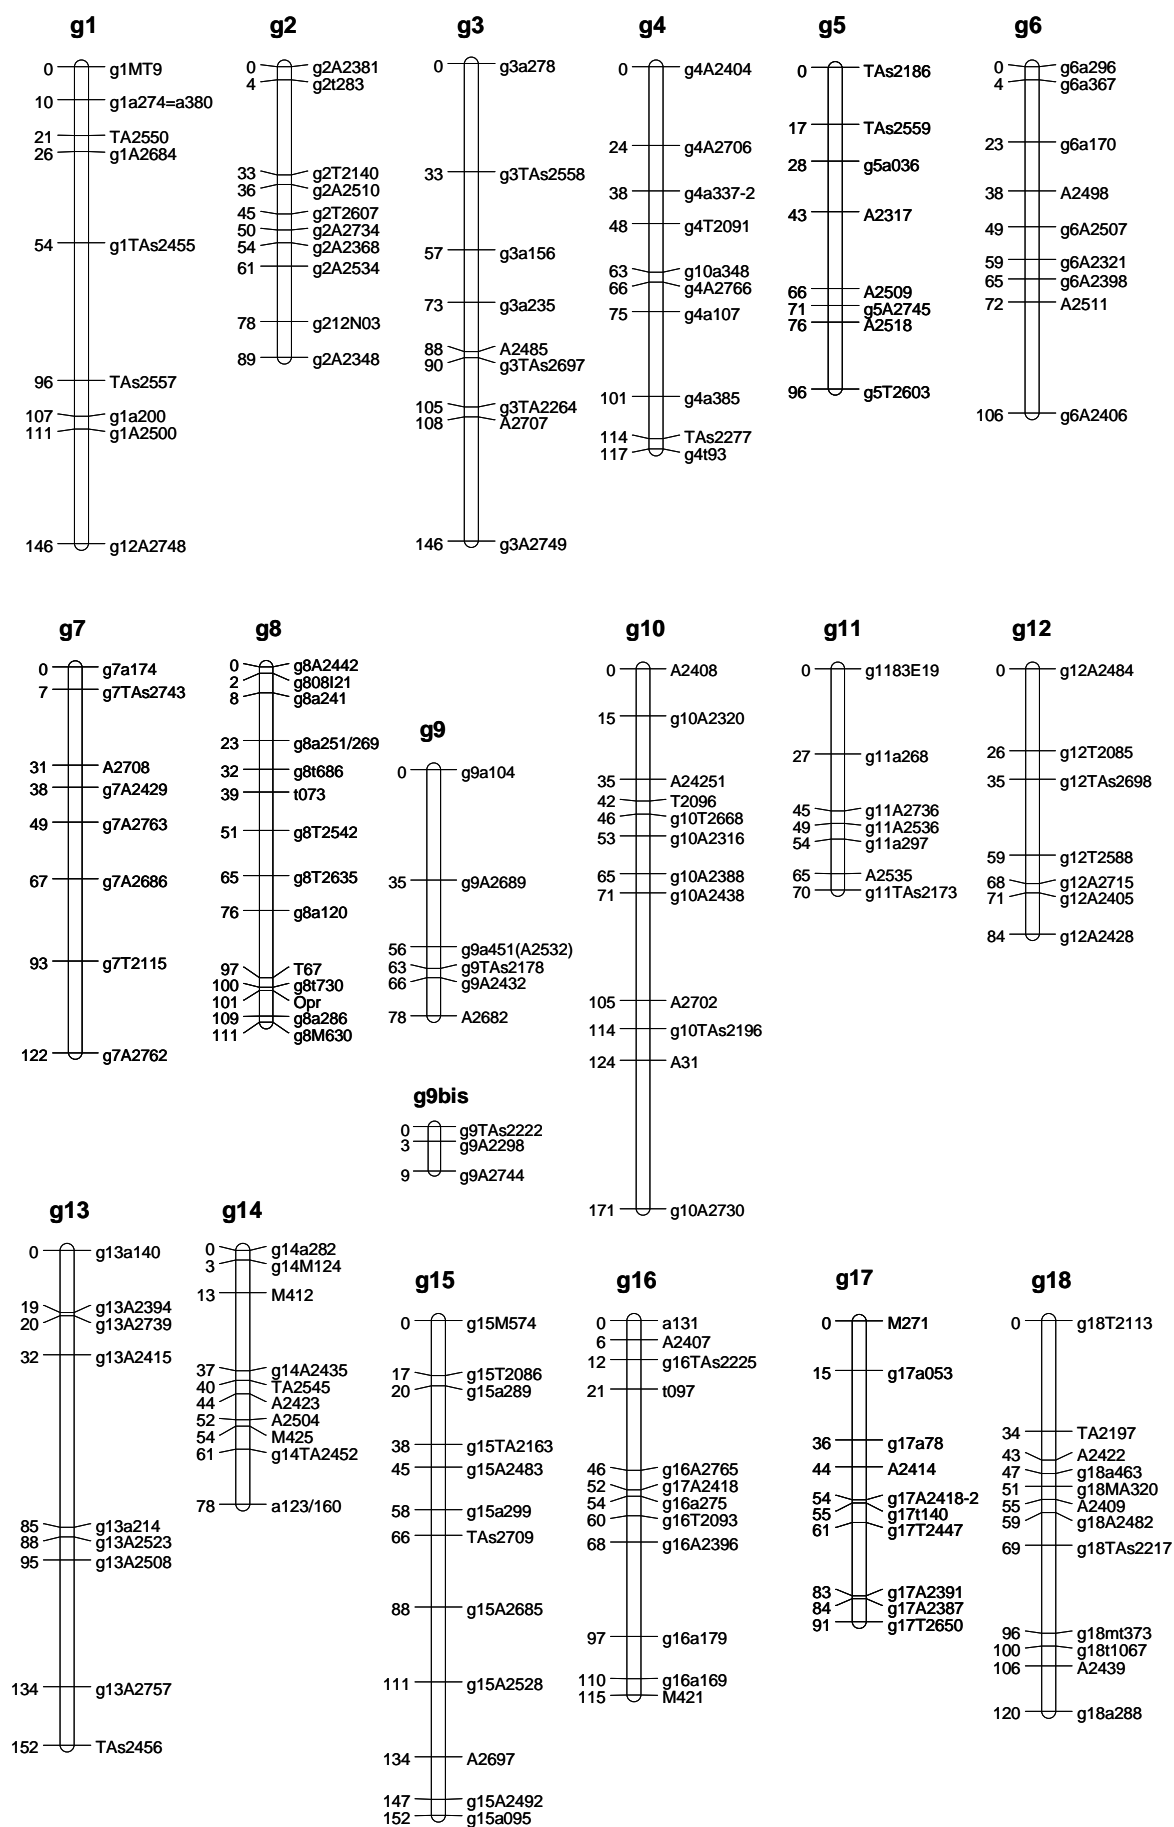 g1
0 g1MT9
10 g1a274=a380
21 TA2550
26 g1A2684
54 g1TAs2455
96 TAs2557
107 g1a200
111 g1A2500
146 g12A2748
g2
0 g2A2381
4 g2t283
33 g2T2140
36 g2A2510
45 g2T2607
50 g2A2734
54 g2A2368
61 g2A2534
78 g212N03
89 g2A2348
g3
0 g3a278
33 g3TAs2558
57 g3a156
73 g3a235
88 A2485
90 g3TAs2697
105 g3TA2264
108 A2707
146 g3A2749
g4
0 g4A2404
24 g4A2706
38 g4a337-2
48 g4T2091
63 g10a348
66 g4A2766
75 g4a107
101 g4a385
114 TAs2277
117 g4t93
g5
0 TAs2186
17 TAs2559
28 g5a036
43 A2317
66 A2509
71 g5A2745
76 A2518
96 g5T2603
g6
0 g6a296
4 g6a367
23 g6a170
38 A2498
49 g6A2507
59 g6A2321
65 g6A2398
72 A2511
106 g6A2406
g7
0 g7a174
7 g7TAs2743
31 A2708
38 g7A2429
49 g7A2763
67 g7A2686
93 g7T2115
122 g7A2762
g8
0 g8A2442
2 g808I21
8 g8a241
23 g8a251/269
32 g8t686
39 t073
51 g8T2542
65 g8T2635
76 g8a120
97 T67
100 g8t730
101 Opr
109 g8a286
111 g8M630
g9
0 g9a104
35 g9A2689
56 g9a451(A2532)
63 g9TAs2178
66 g9A2432
78 A2682
g9bis
0 g9TAs2222
3 g9A2298
9 g9A2744
g10
0 A2408
15 g10A2320
35 A24251
42 T2096
46 g10T2668
53 g10A2316
65 g10A2388
71 g10A2438
105 A2702
114 g10TAs2196
124 A31
171 g10A2730
g11
0 g1183E19
27 g11a268
45 g11A2736
49 g11A2536
54 g11a297
65 A2535
70 g11TAs2173
g12
0 g12A2484
26 g12T2085
35 g12TAs2698
59 g12T2588
68 g12A2715
71 g12A2405
84 g12A2428
g13
0 g13a140
19 g13A2394
20 g13A2739
32 g13A2415
85 g13a214
88 g13A2523
95 g13A2508
134 g13A2757
152 TAs2456
g14
0 g14a282
3 g14M124
13 M412
37 g14A2435
40 TA2545
44 A2423
52 A2504
54 M425
61 g14TA2452
78 a123/160
g15
0 g15M574
17 g15T2086
20 g15a289
38 g15TA2163
45 g15A2483
58 g15a299
66 TAs2709
88 g15A2685
111 g15A2528
134 A2697
147 g15A2492
152 g15a095
g16
0 a131
6 A2407
12 g16TAs2225
21 t097
46 g16A2765
52 g17A2418
54 g16a275
60 g16T2093
68 g16A2396
97 g16a179
110 g16a169
115 M421
g17
0 M271
15 g17a053
36 g17a78
44 A2414
54 g17A2418-2
55 g17t140
61 g17T2447
83 g17A2391
84 g17A2387
91 g17T2650
g18
0 g18T2113
34 TA2197
43 A2422
47 g18a463
51 g18MA320
55 A2409
59 g18A2482
69 g18TAs2217
96 g18mt373
100 g18t1067
106 A2439
120 g18a288